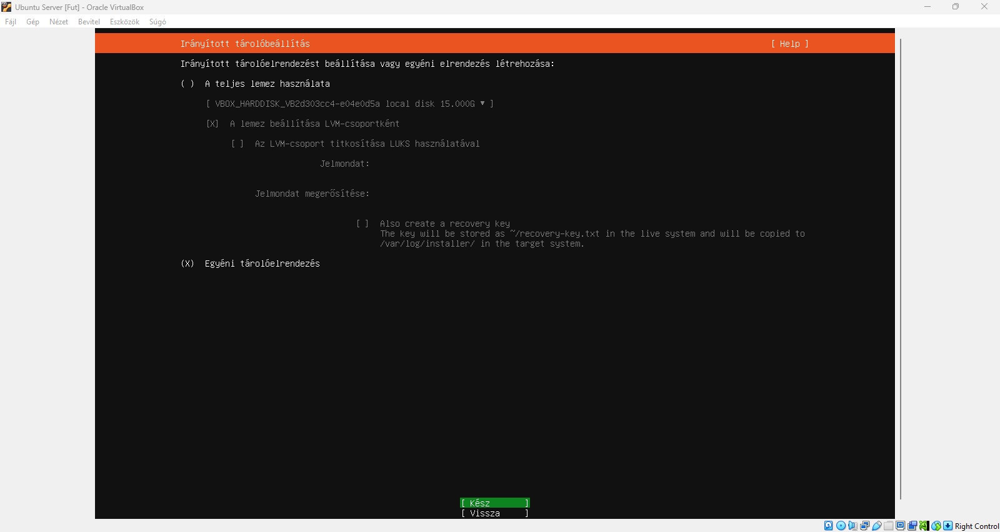 Ubuntu Server [Fut] - Oracle VirtualBox
Fájl Gép Nézet Bevitel Eszközök Súgó
Irányított tárolóbeállítás [ Help ]
Irányított tárolóelrendezést beállítása vagy egyéni elrendezés létrehozása:
( ) A teljes lemez használata
[ VBOX_HARDDISK_VB2d303cc4-e04e0d5a local disk 15.000G ▾ ]
[X] A lemez beállítása LVM-csoportként
[ ] Az LVM-csoport titkosítása LUKS használatával
Jelmondat:
Jelmondat megerősítése:
[ ] Also create a recovery key
The key will be stored as ~/recovery-key.txt in the live system and will be copied to
/var/log/installer/ in the target system.
(X) Egyéni tárolóelrendezés
[ Kész ]
[ Vissza ]
Right Control